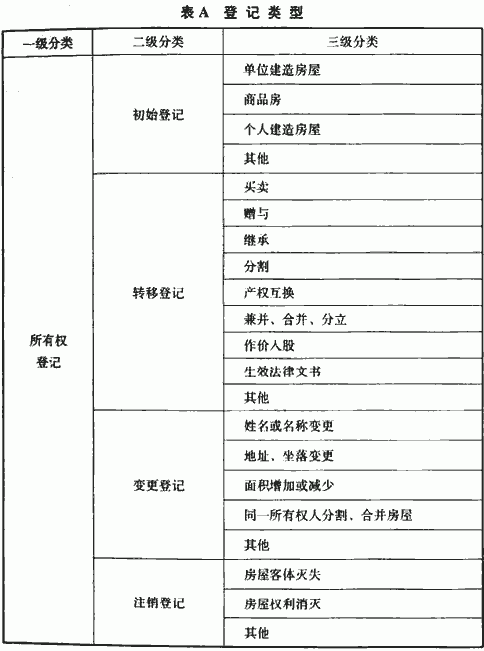 表A 登记类型
一级分类 二级分类 三级分类
所有权
登记
初始登记
单位建造房屋
商品房
个人建造房屋
其他
转移登记
买卖
赠与
继承
分割
产权互换
兼并、合并、分立
作价入股
生效法律文书
其他
变更登记
姓名或名称变更
地址、坐落变更
面积增加或减少
同一所有权人分割、合并房屋
其他
注销登记
房屋客体灭失
房屋权利消灭
其他